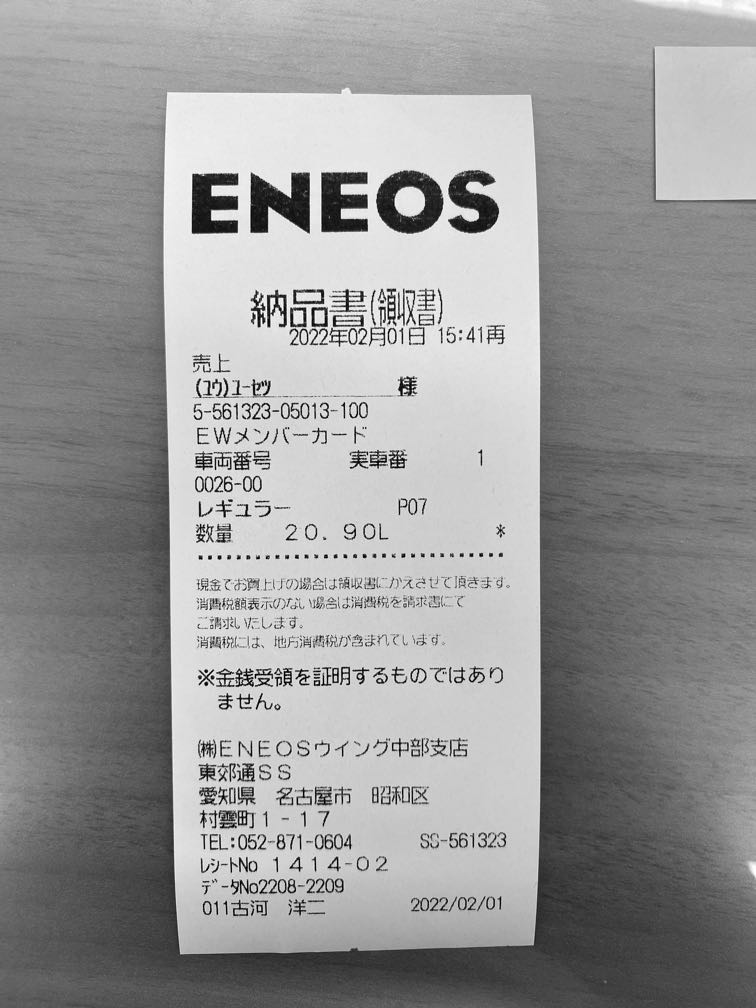 ENEOS
納品書(領収書)
2022年02月01日 15:41再
売上
(ユウ)ユーセツ 様
5-561323-05013-100
EWメンバーカード
車両番号 実車番 1
0026-00
レギュラー P07
数量 20.90L *
現金でお買上げの場合は領収書にかえさせて頂きます。
消費税額表示のない場合は消費税を請求書にて
ご請求いたします。
消費税には、地方消費税が含まれています。
※金銭受領を証明するものではあり
ません。
㈱ENEOSウイング中部支店
東郊通SS
愛知県 名古屋市 昭和区
村雲町1-17
TEL:052-871-0604 SS-561323
レシートNo 1414-02
データNo2208-2209
011古河 洋二 2022/02/01